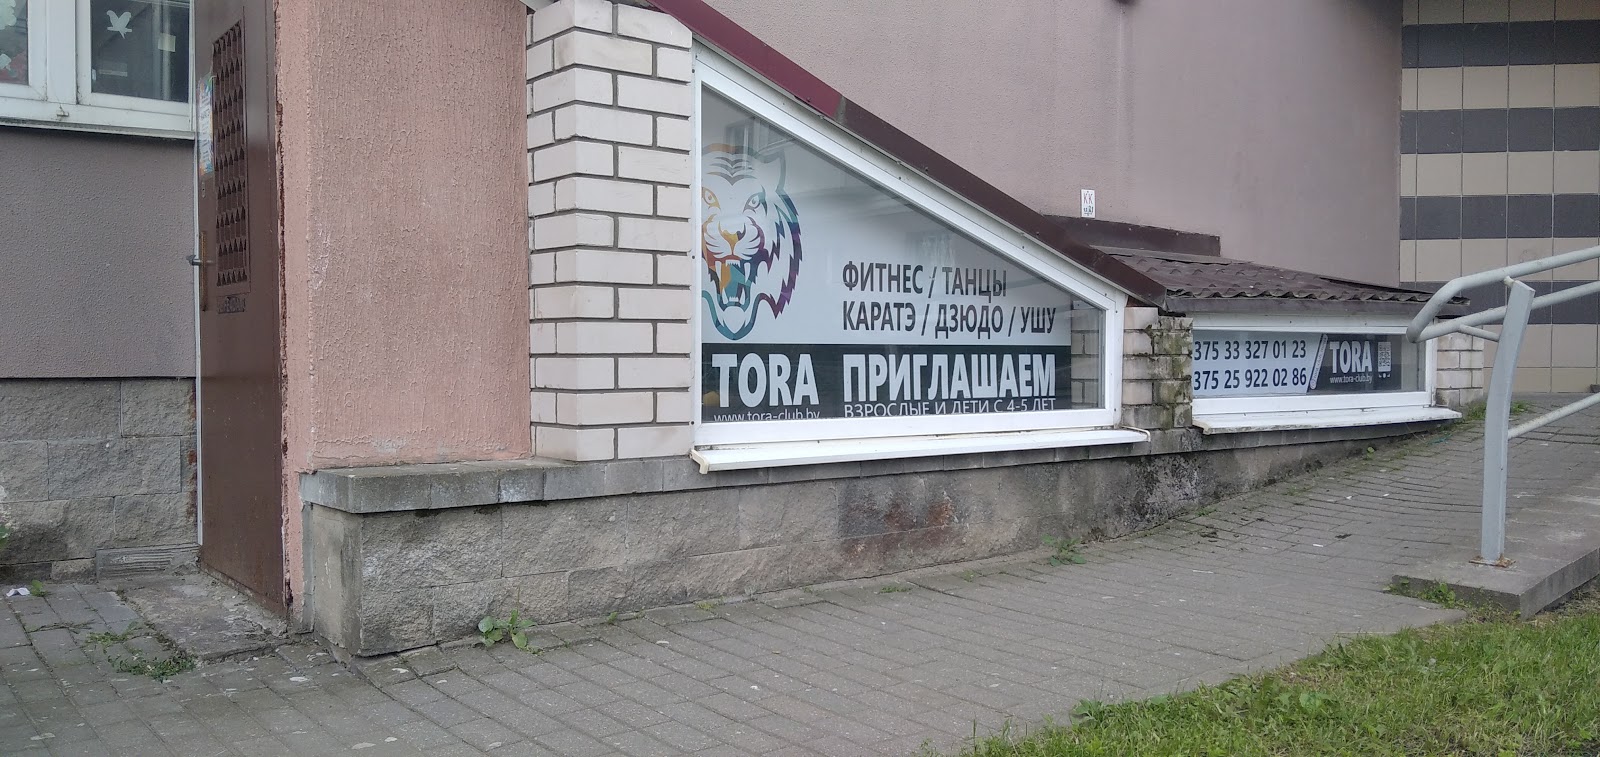 ФИТНЕС / ТАНЦЫ
КАРАТЭ / ДЗЮДО / УШУ
TORA ПРИГЛАШАЕМ
www.tora-club.by ВЗРОСЛЫЕ И ДЕТИ С 4-5 ЛЕТ
КК
375 33 327 01 23
375 25 922 02 86
TORA
www.tora-club.by